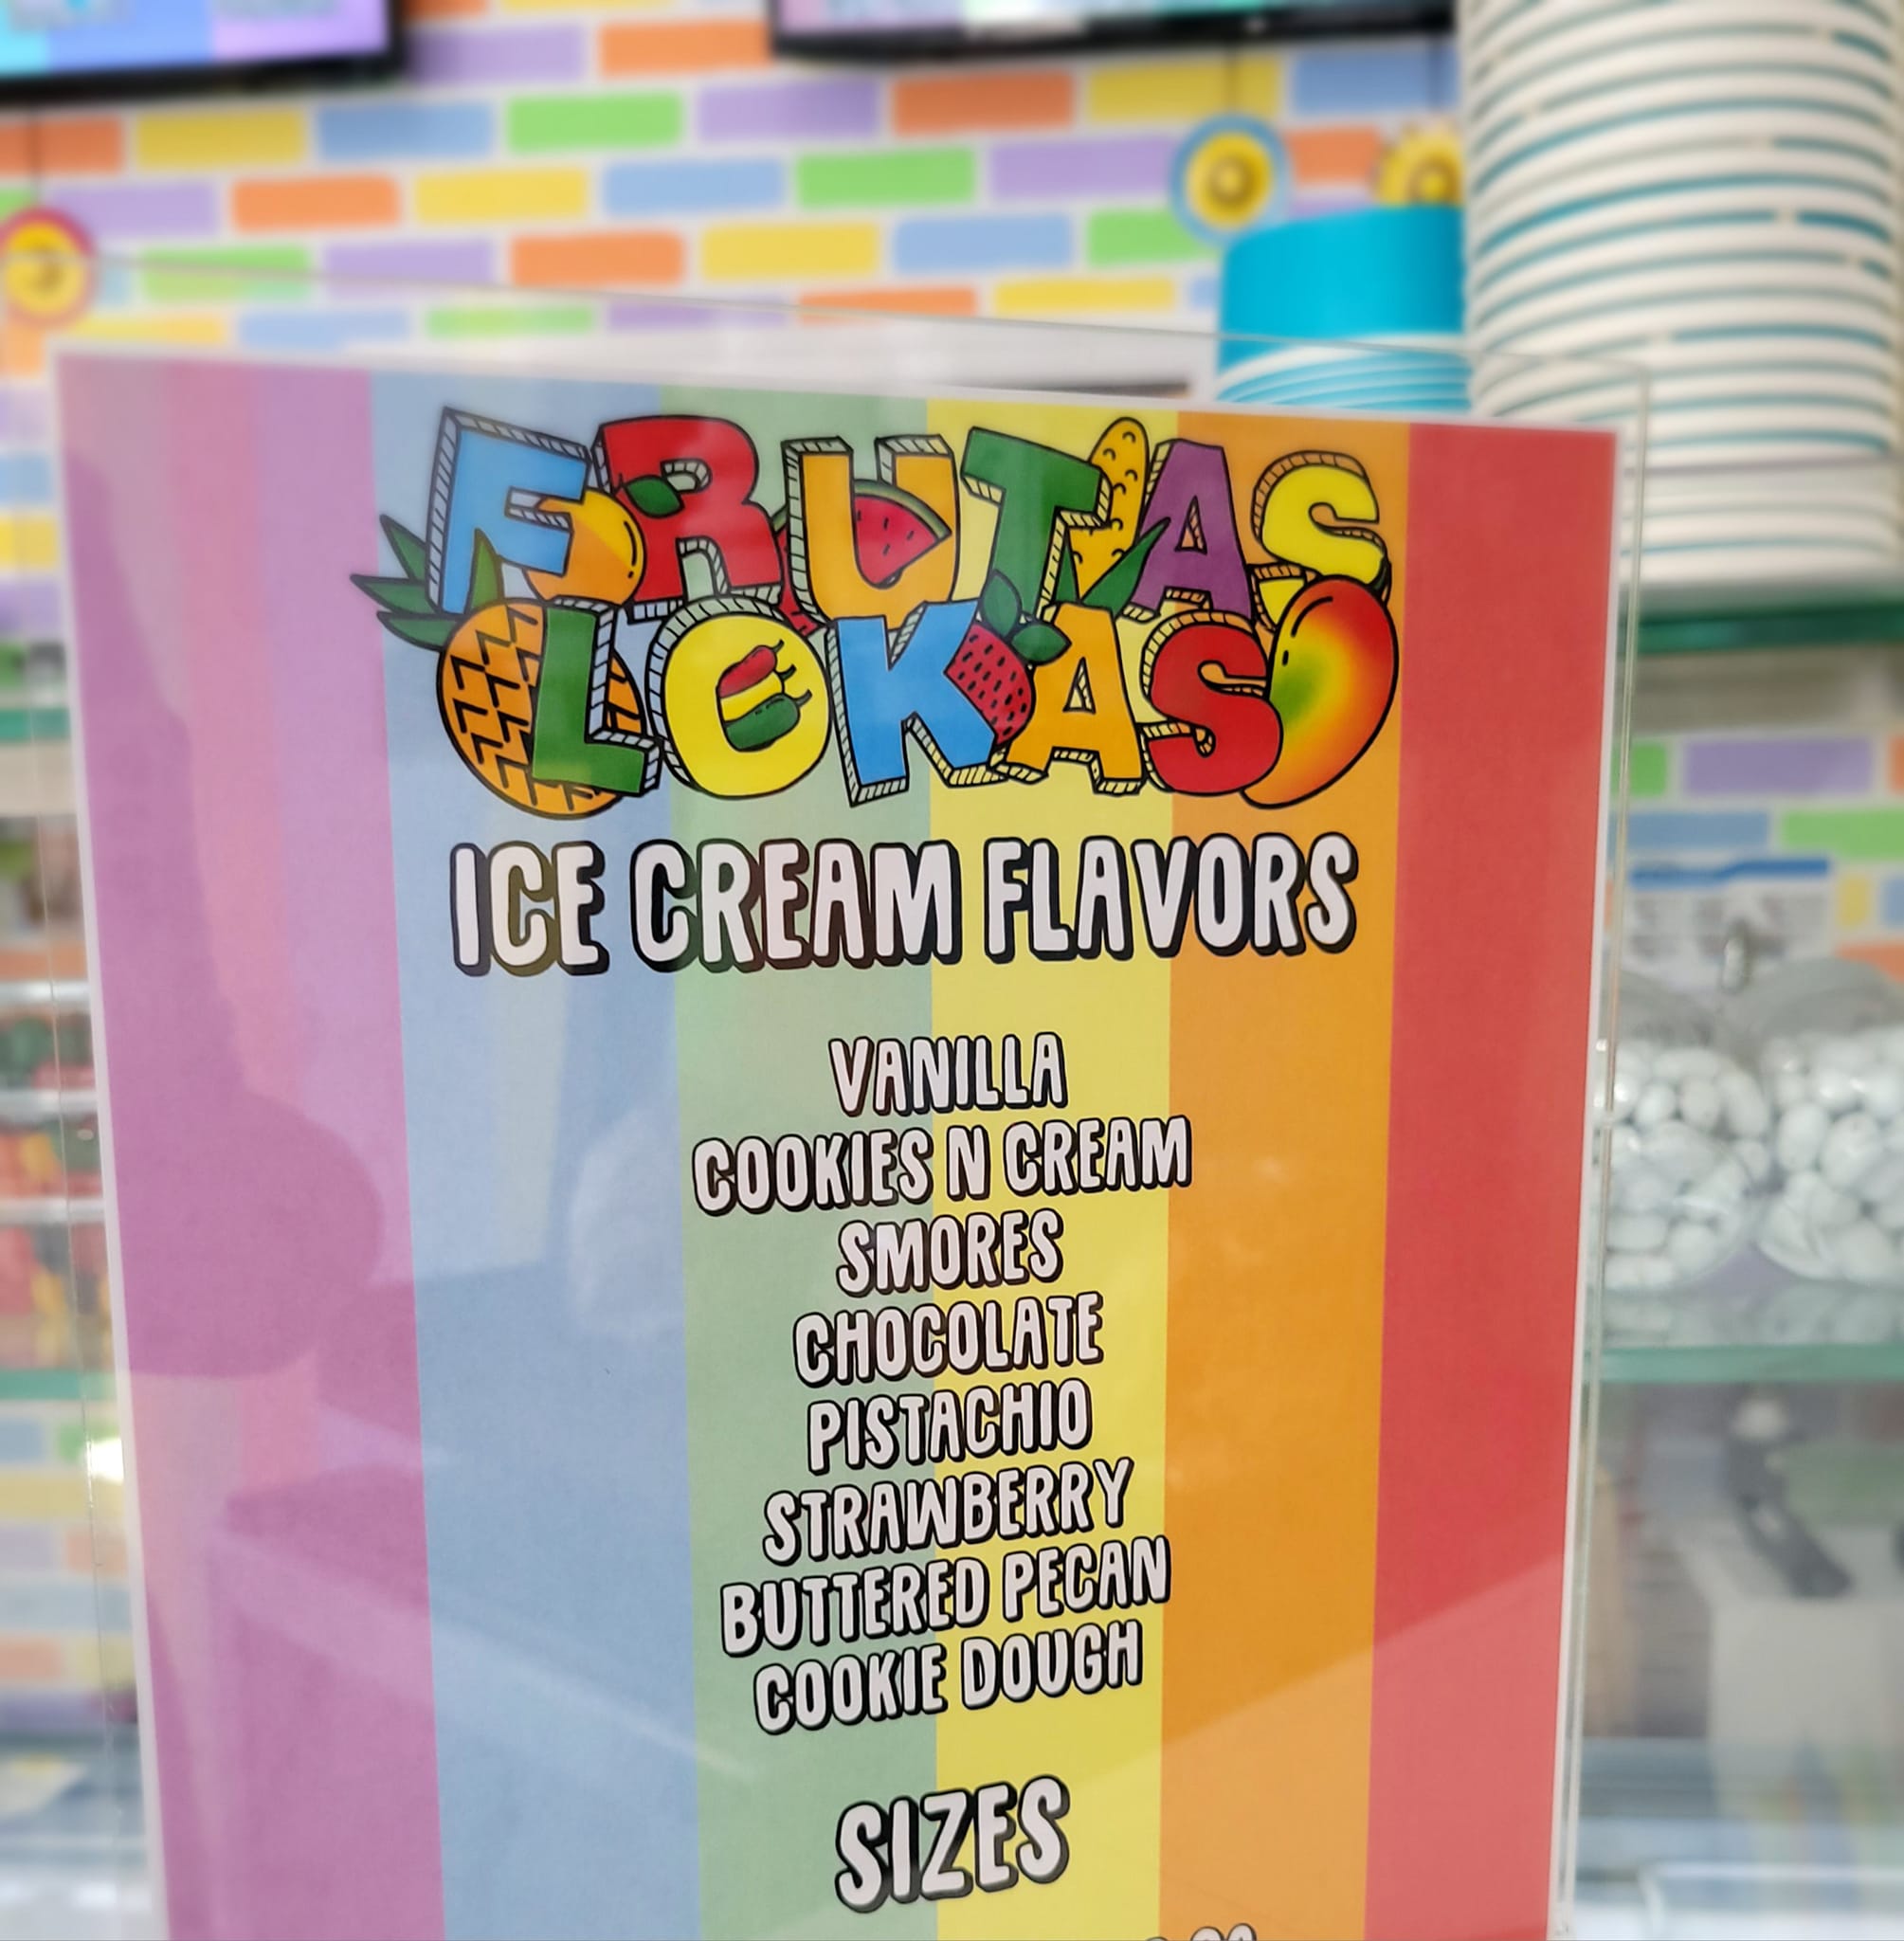 FRUTAS
LOKAS
ICE CREAM FLAVORS
VANILLA
COOKIES N CREAM
SMORES
CHOCOLATE
PISTACHIO
STRAWBERRY
BUTTERED PECAN
COOKIE DOUGH
SIZES